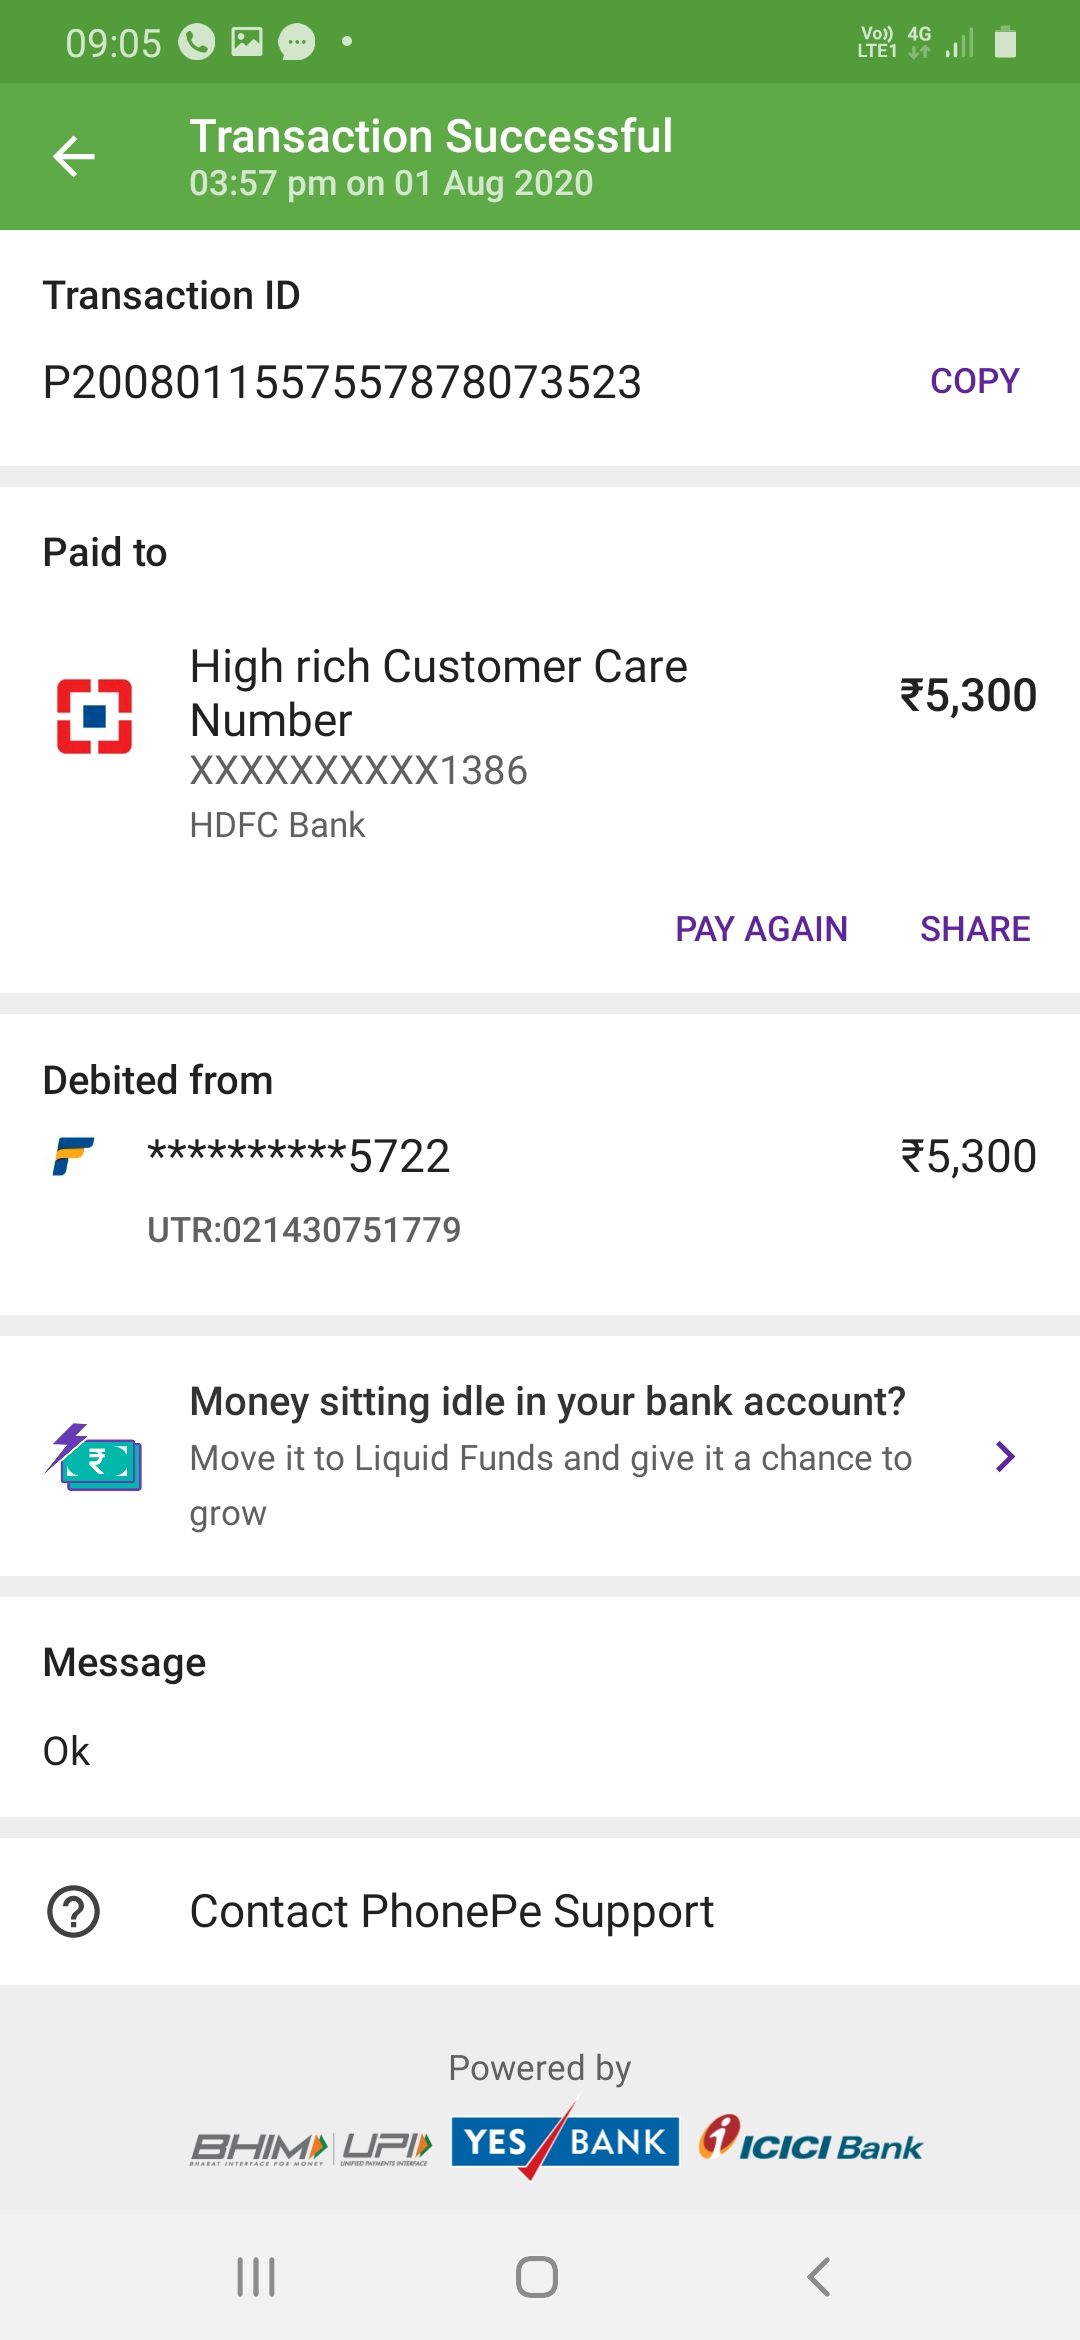 09:05
Vo)) 4G
LTE1
Transaction Successful
03:57 pm on 01 Aug 2020
Transaction ID
P2008011557557878073523
COPY
Paid to
High rich Customer Care
Number
₹5,300
XXXXXXXXXX1386
HDFC Bank
PAY AGAIN SHARE
Debited from
**********5722
₹5,300
UTR:021430751779
Money sitting idle in your bank account?
Move it to Liquid Funds and give it a chance to
grow
Message
Ok
Contact PhonePe Support
Powered by
BHIM UPI YES BANK ICICI Bank
BHARAT INTERFACE FOR MONEY UNIFIED PAYMENTS INTERFACE